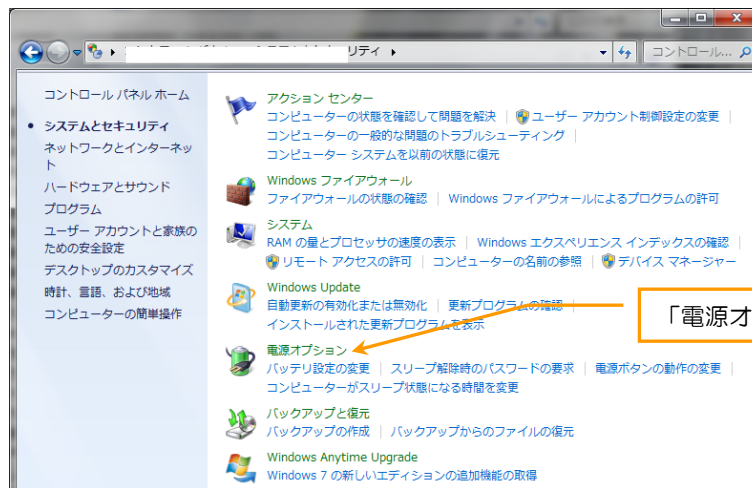 リティ
コントロール...
コントロール パネル ホーム
システムとセキュリティ
ネットワークとインターネッ
ト
ハードウェアとサウンド
プログラム
ユーザー アカウントと家族の
ための安全設定
デスクトップのカスタマイズ
時計、言語、および地域
コンピューターの簡単操作
アクション センター
コンピューターの状態を確認して問題を解決 | ユーザー アカウント制御設定の変更 |
コンピューターの一般的な問題のトラブルシューティング |
コンピューター システムを以前の状態に復元
Windows ファイアウォール
ファイアウォールの状態の確認 | Windows ファイアウォールによるプログラムの許可
システム
RAM の量とプロセッサの速度の表示 | Windows エクスペリエンス インデックスの確認 |
リモート アクセスの許可 | コンピューターの名前の参照 | デバイス マネージャー
Windows Update
自動更新の有効化または無効化 | 更新プログラムの確認 |
インストールされた更新プログラムを表示
電源オプション
バッテリ設定の変更 | スリープ解除時のパスワードの要求 | 電源ボタンの動作の変更 |
コンピューターがスリープ状態になる時間を変更
バックアップと復元
バックアップの作成 | バックアップからのファイルの復元
Windows Anytime Upgrade
Windows 7 の新しいエディションの追加機能の取得
「電源オ